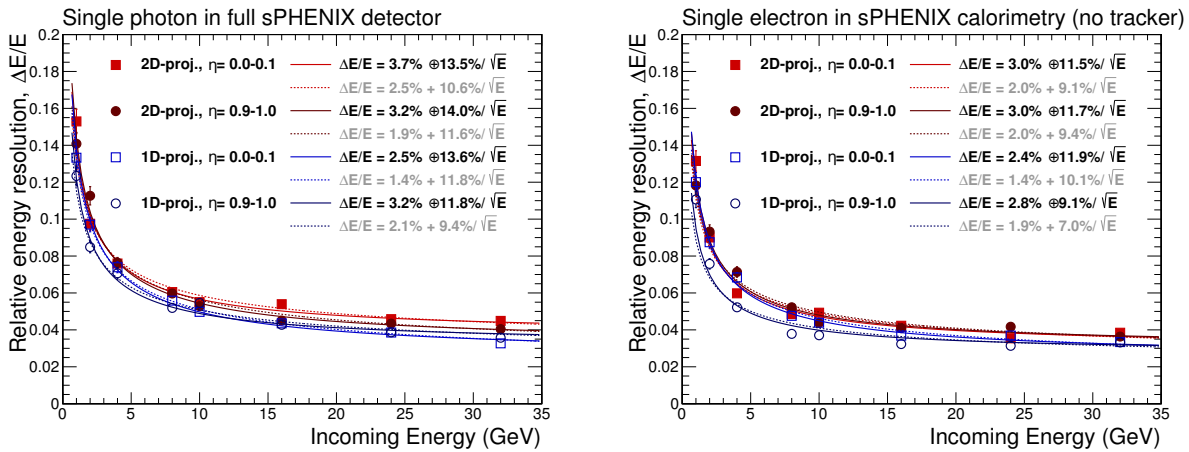 Single photon in full sPHENIX detector
Relative energy resolution, ΔE/E
0.2
0.18
0.16
0.14
0.12
0.1
0.08
0.06
0.04
0.02
0
2D-proj., η= 0.0-0.1
ΔE/E = 3.7% ⊕13.5%/ √E
ΔE/E = 2.5% + 10.6%/ √E
2D-proj., η= 0.9-1.0
ΔE/E = 3.2% ⊕14.0%/ √E
ΔE/E = 1.9% + 11.6%/ √E
1D-proj., η= 0.0-0.1
ΔE/E = 2.5% ⊕13.6%/ √E
ΔE/E = 1.4% + 11.8%/ √E
1D-proj., η= 0.9-1.0
ΔE/E = 3.2% ⊕11.8%/ √E
ΔE/E = 2.1% + 9.4%/ √E
0 5 10 15 20 25 30 35
Incoming Energy (GeV)
Single electron in sPHENIX calorimetry (no tracker)
Relative energy resolution, ΔE/E
0.2
0.18
0.16
0.14
0.12
0.1
0.08
0.06
0.04
0.02
0
2D-proj., η= 0.0-0.1
ΔE/E = 3.0% ⊕11.5%/ √E
ΔE/E = 2.0% + 9.1%/ √E
2D-proj., η= 0.9-1.0
ΔE/E = 3.0% ⊕11.7%/ √E
ΔE/E = 2.0% + 9.4%/ √E
1D-proj., η= 0.0-0.1
ΔE/E = 2.4% ⊕11.9%/ √E
ΔE/E = 1.4% + 10.1%/ √E
1D-proj., η= 0.9-1.0
ΔE/E = 2.8% ⊕9.1%/ √E
ΔE/E = 1.9% + 7.0%/ √E
0 5 10 15 20 25 30 35
Incoming Energy (GeV)